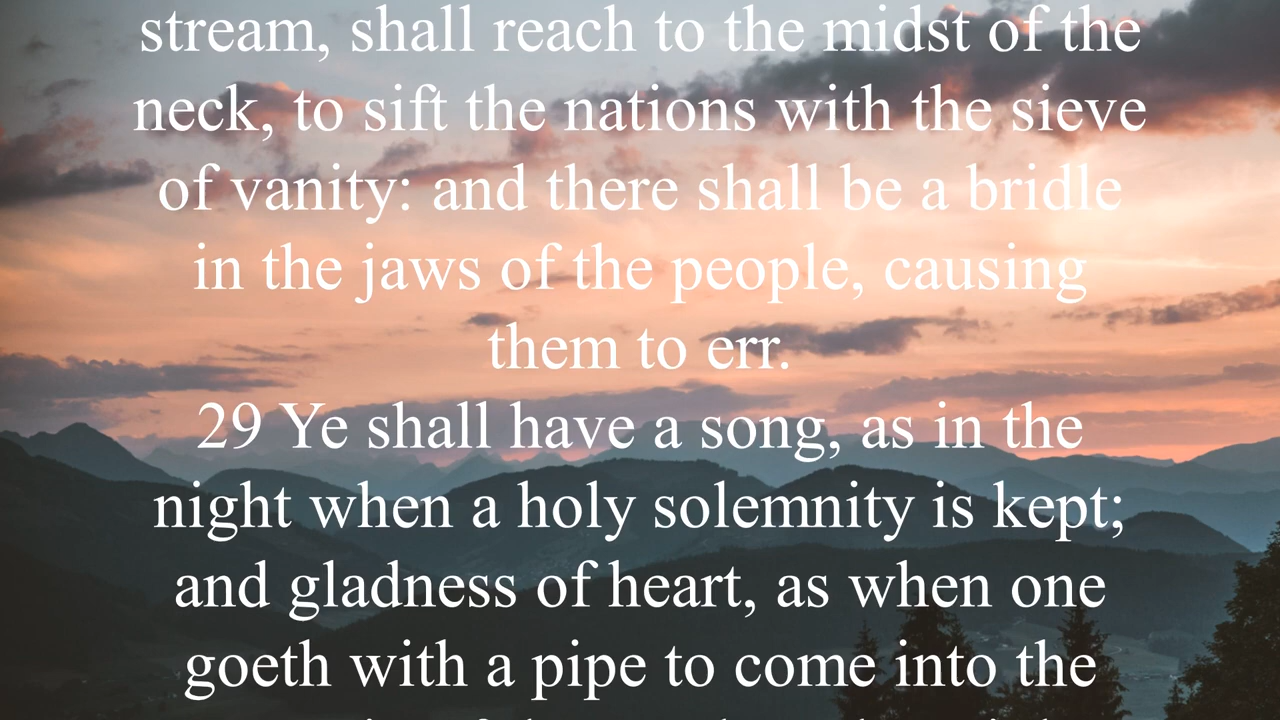 stream, shall reach to the midst of the
neck, to sift the nations with the sieve
of vanity: and there shall be a bridle
in the jaws of the people, causing
them to err.
29 Ye shall have a song, as in the
night when a holy solemnity is kept;
and gladness of heart, as when one
goeth with a pipe to come into the